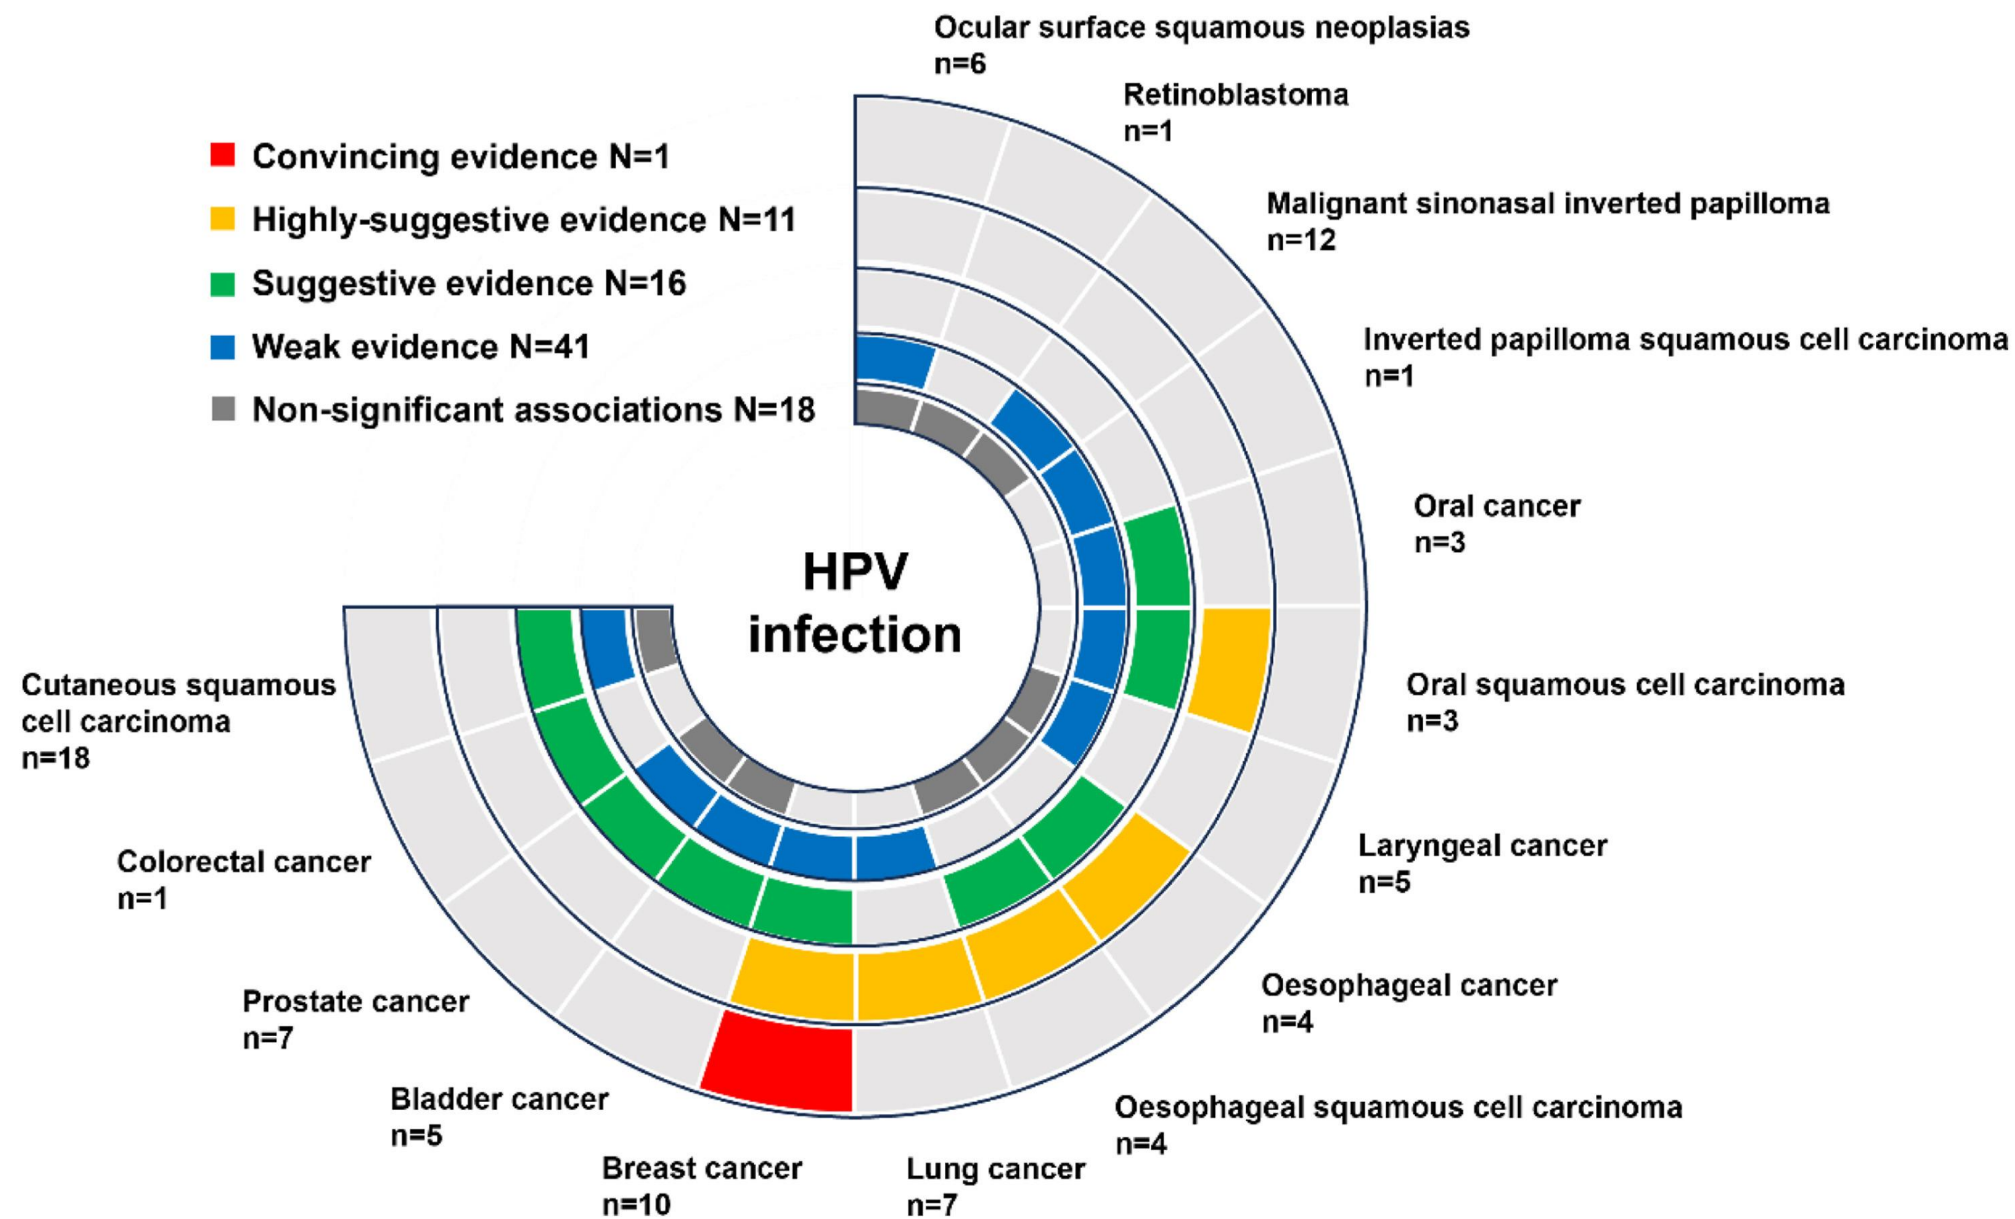 Ocular surface squamous neoplasias
n=6
Retinoblastoma
n=1
Convincing evidence N=1
Highly-suggestive evidence N=11
Suggestive evidence N=16
Weak evidence N=41
Non-significant associations N=18
Malignant sinonasal inverted papilloma
n=12
Inverted papilloma squamous cell carcinoma
n=1
Oral cancer
n=3
HPV
infection
Oral squamous cell carcinoma
n=3
Laryngeal cancer
n=5
Oesophageal cancer
n=4
Oesophageal squamous cell carcinoma
n=4
Lung cancer
n=7
Breast cancer
n=10
Bladder cancer
n=5
Prostate cancer
n=7
Colorectal cancer
n=1
Cutaneous squamous
cell carcinoma
n=18